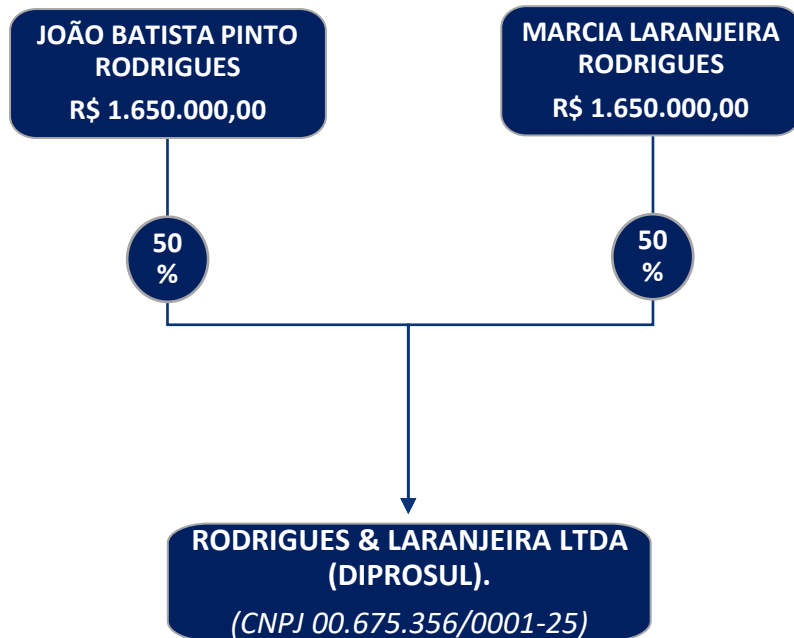 JOÃO BATISTA PINTO
RODRIGUES
R$ 1.650.000,00
MARCIA LARANJEIRA
RODRIGUES
R$ 1.650.000,00
50
%
50
%
RODRIGUES & LARANJEIRA LTDA
(DIPROSUL).
(CNPJ 00.675.356/0001-25)